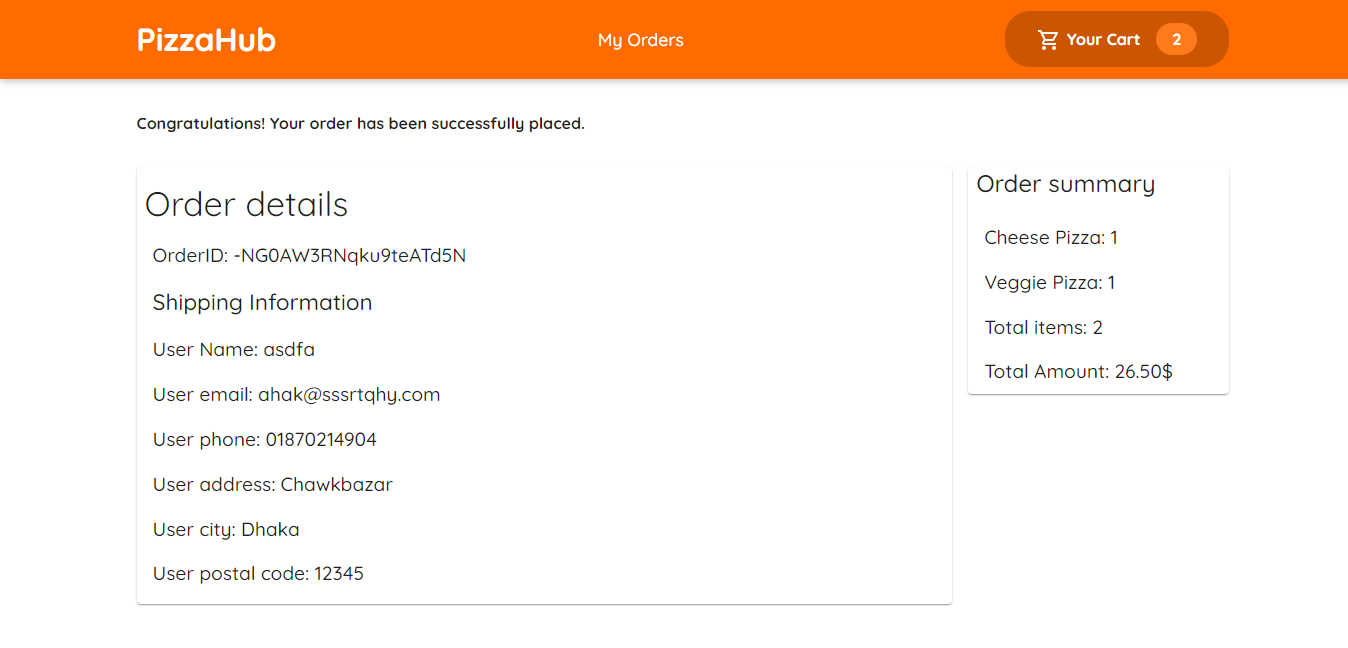 PizzaHub
My Orders
Your Cart 2
Congratulations! Your order has been successfully placed.
Order details
OrderID: -NG0AW3RNqku9teATd5N
Shipping Information
User Name: asdfa
User email: ahak@sssrtqhy.com
User phone: 01870214904
User address: Chawkbazar
User city: Dhaka
User postal code: 12345
Order summary
Cheese Pizza: 1
Veggie Pizza: 1
Total items: 2
Total Amount: 26.50$